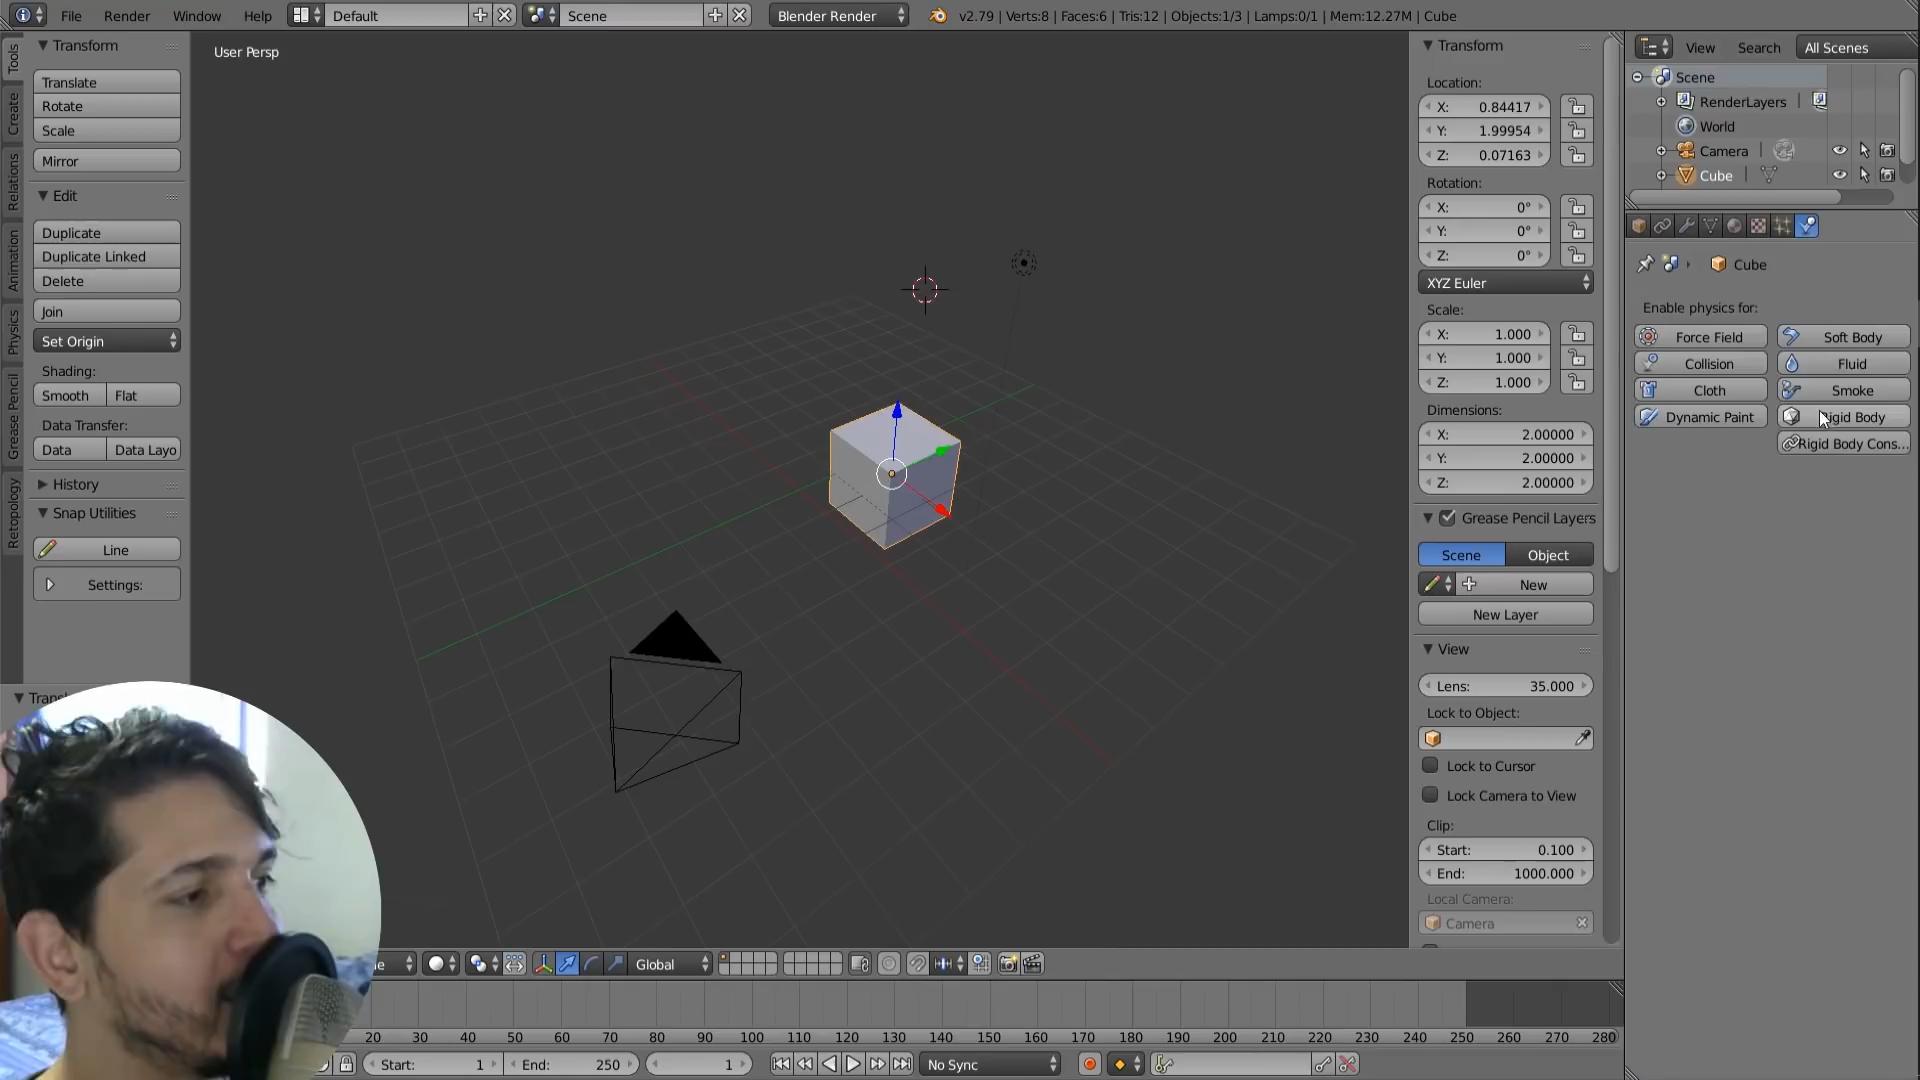 File Render Window Help Default Scene Blender Render v2.79 | Verts:8 | Faces:6 | Tris:12 | Objects:1/3 | Lamps:0/1 | Mem:12.27M | Cube
Tools
Create
Relations
Animation
Physics
Grease Pencil
Retopology
Transform
Translate
Rotate
Scale
Mirror
Edit
Duplicate
Duplicate Linked
Delete
Join
Set Origin
Shading:
Smooth Flat
Data Transfer:
Data Data Layo
History
Snap Utilities
Line
Settings:
User Persp
Transform
Location:
X: 0.84417
Y: 1.99954
Z: 0.07163
Rotation:
X: 0°
Y: 0°
Z: 0°
XYZ Euler
Scale:
X: 1.000
Y: 1.000
Z: 1.000
Dimensions:
X: 2.00000
Y: 2.00000
Z: 2.00000
Grease Pencil Layers
Scene Object
New
New Layer
View
Lens: 35.000
Lock to Object:
Lock to Cursor
Lock Camera to View
Clip:
Start: 0.100
End: 1000.000
Local Camera:
Camera
View Search All Scenes
Scene
RenderLayers
World
Camera
Cube
Cube
Enable physics for:
Force Field Soft Body
Collision Fluid
Cloth Smoke
Dynamic Paint Rigid Body
Rigid Body Cons...
Global
20 30 40 50 60 70 80 90 100 110 120 130 140 150 160 170 180 190 200 210 220 230 240 250 260 270 280
Start: 1 End: 250 1 No Sync